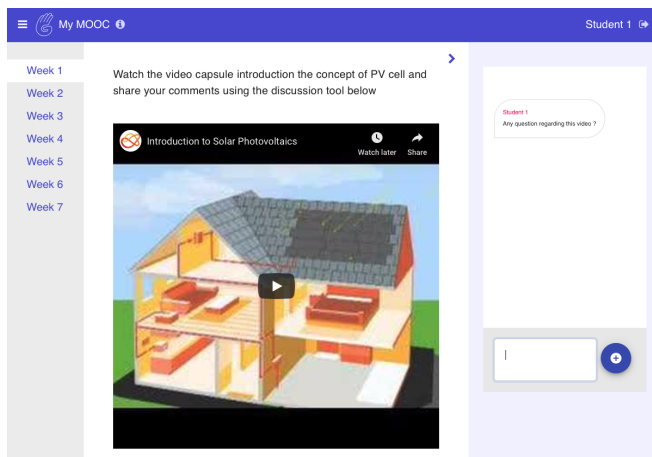 My MOOC
Student 1
Week 1
Week 2
Week 3
Week 4
Week 5
Week 6
Week 7
Watch the video capsule introduction the concept of PV cell and
share your comments using the discussion tool below
Introduction to Solar Photovoltaics
Watch later
Share
Student 1
Any question regarding this video ?